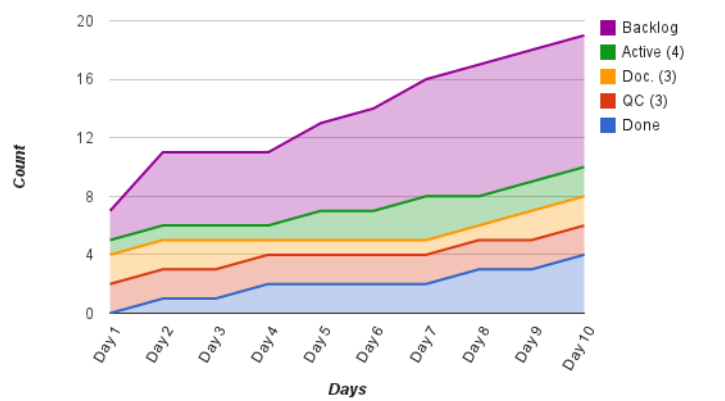 20
16
12
8
4
0
Count
Day 1
Day 2
Day 3
Day 4
Day 5
Day 6
Day 7
Day 8
Day 9
Day 10
Days
Backlog
Active (4)
Doc. (3)
QC (3)
Done